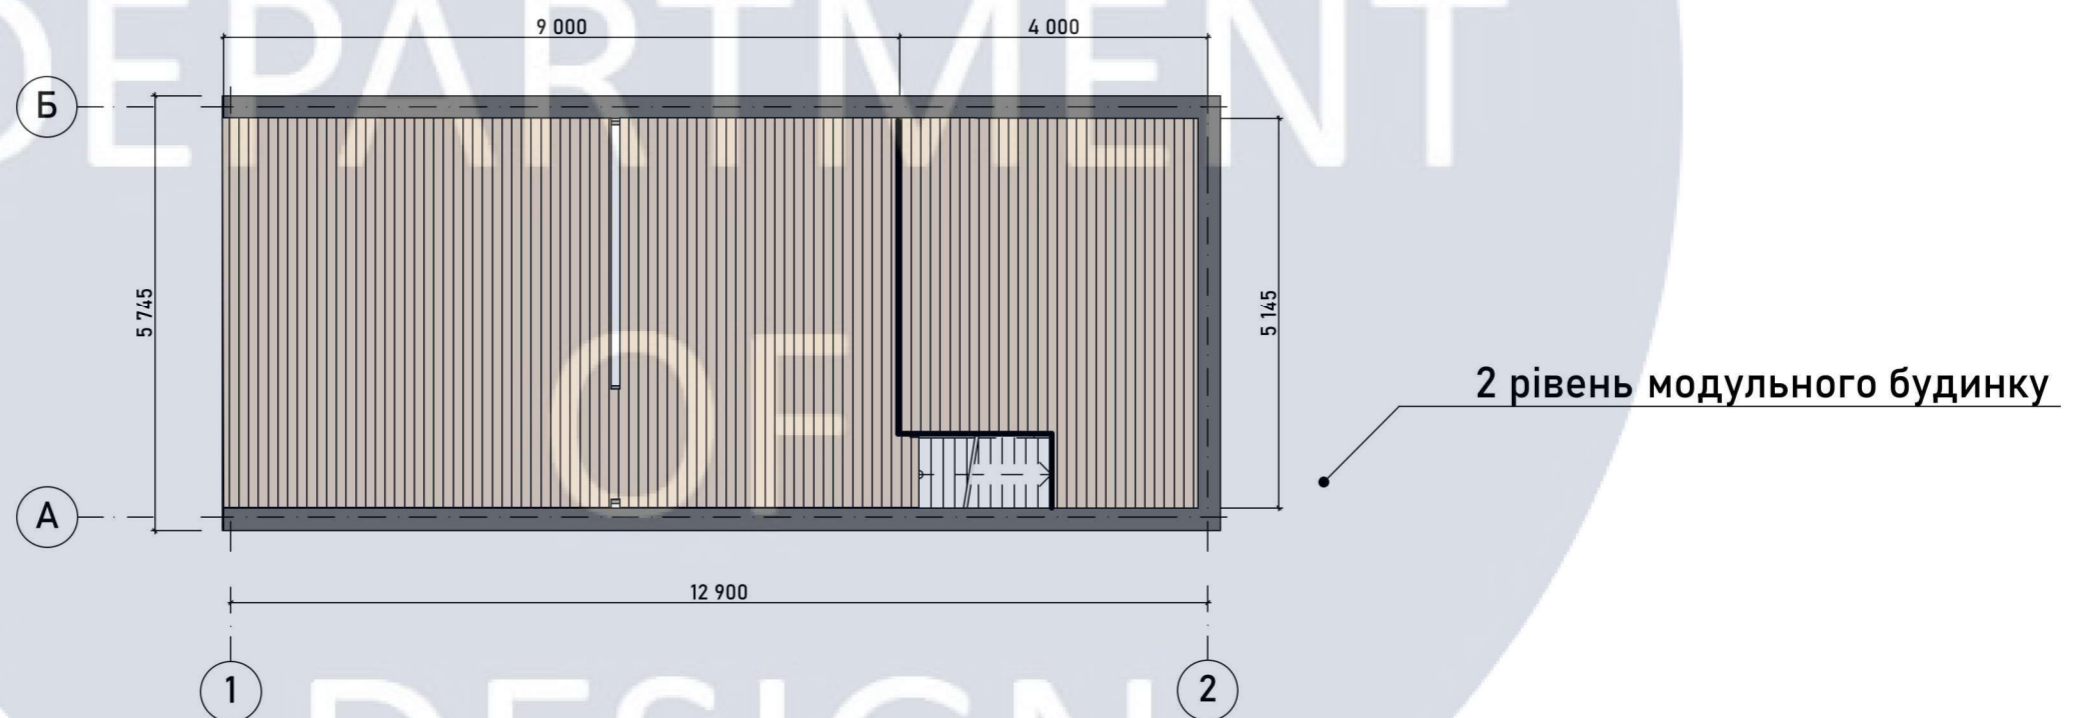 DEPARTMENT
9 000
4 000
Б
5 745
5 145
OF
2 рівень модульного будинку
А
12 900
1
2
DESIGN